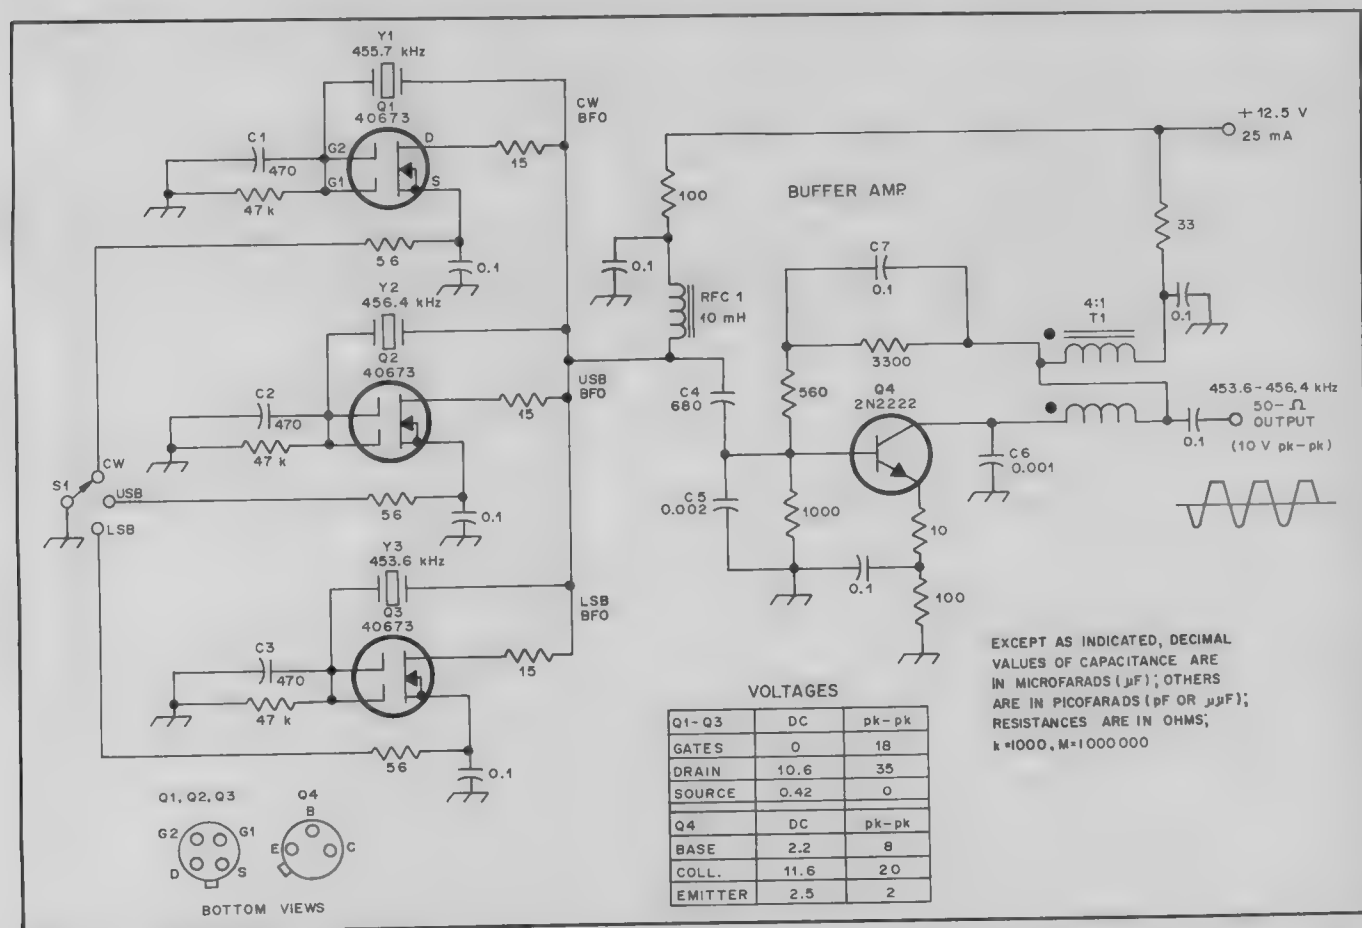 Y1
455.7 kHz
Q1
40673
CW
BFO
C1
470
G2
G1
D
S
15
47 k
56
0.1
Y2
456.4 kHz
Q2
40673
USB
BFO
C2
470
15
47 k
56
0.1
S1
CW
USB
LSB
Y3
453.6 kHz
Q3
40673
LSB
BFO
C3
470
15
47 k
56
0.1
+12.5 V
25 mA
100
BUFFER AMP.
33
0.1
RFC 1
10 mH
C7
0.1
3300
4:1
T1
0.1
C4
680
560
Q4
2N2222
453.6-456.4 kHz
50-Ω
OUTPUT
(10 V pk-pk)
0.1
C6
0.001
C5
0.002
1000
10
0.1
100
EXCEPT AS INDICATED, DECIMAL
VALUES OF CAPACITANCE ARE
IN MICROFARADS (µF); OTHERS
ARE IN PICOFARADS (pF OR µµF);
RESISTANCES ARE IN OHMS;
k=1000, M=1000000
VOLTAGES
Q1-Q3 DC pk-pk
GATES 0 18
DRAIN 10.6 35
SOURCE 0.42 0
Q4 DC pk-pk
BASE 2.2 8
COLL. 11.6 20
EMITTER 2.5 2
Q1, Q2, Q3
G2
G1
D
S
Q4
B
E
C
BOTTOM VIEWS